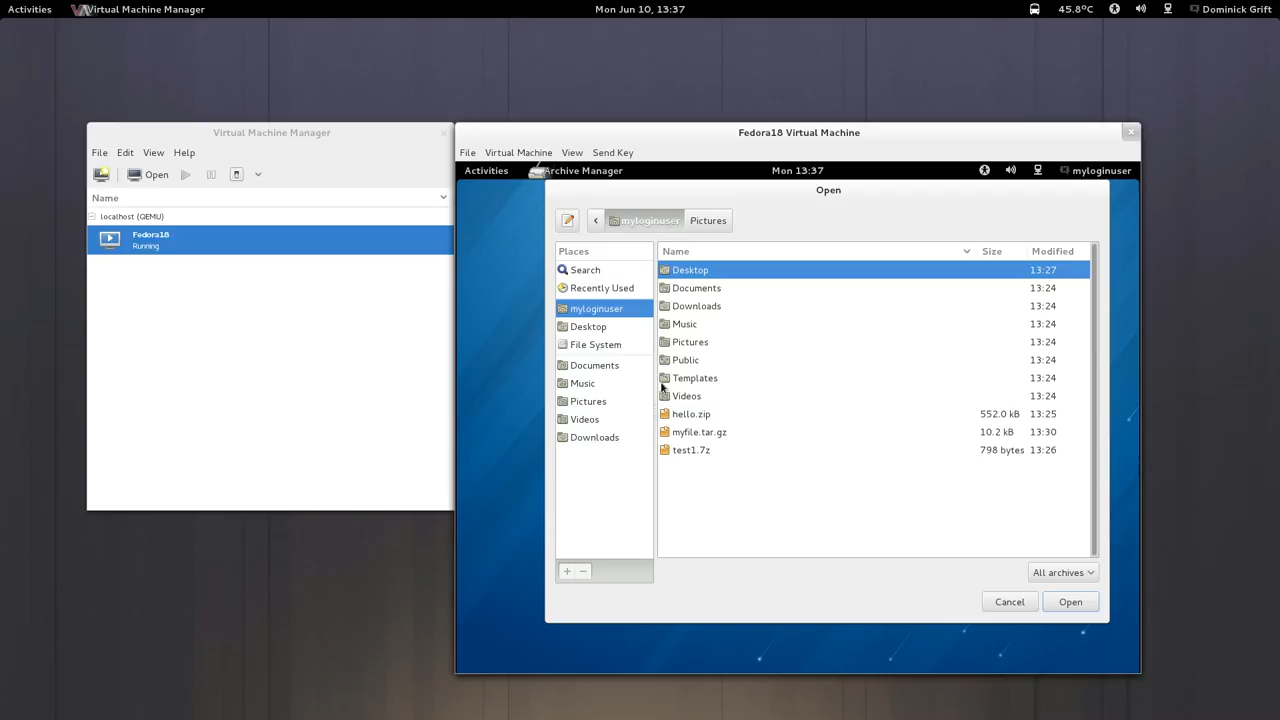 Activities Virtual Machine Manager Mon Jun 10, 13:37 45.8°C Dominick Grift
Virtual Machine Manager
File Edit View Help
Open
Name
localhost (QEMU)
Fedora18
Running
Fedora18 Virtual Machine
File Virtual Machine View Send Key
Activities Archive Manager Mon 13:37 myloginuser
Open
myloginuser Pictures
Places
Search
Recently Used
myloginuser
Desktop
File System
Documents
Music
Pictures
Videos
Downloads
Name Size Modified
Desktop 13:27
Documents 13:24
Downloads 13:24
Music 13:24
Pictures 13:24
Public 13:24
Templates 13:24
Videos 13:24
hello.zip 552.0 kB 13:25
myfile.tar.gz 10.2 kB 13:30
test1.7z 798 bytes 13:26
All archives
Cancel Open